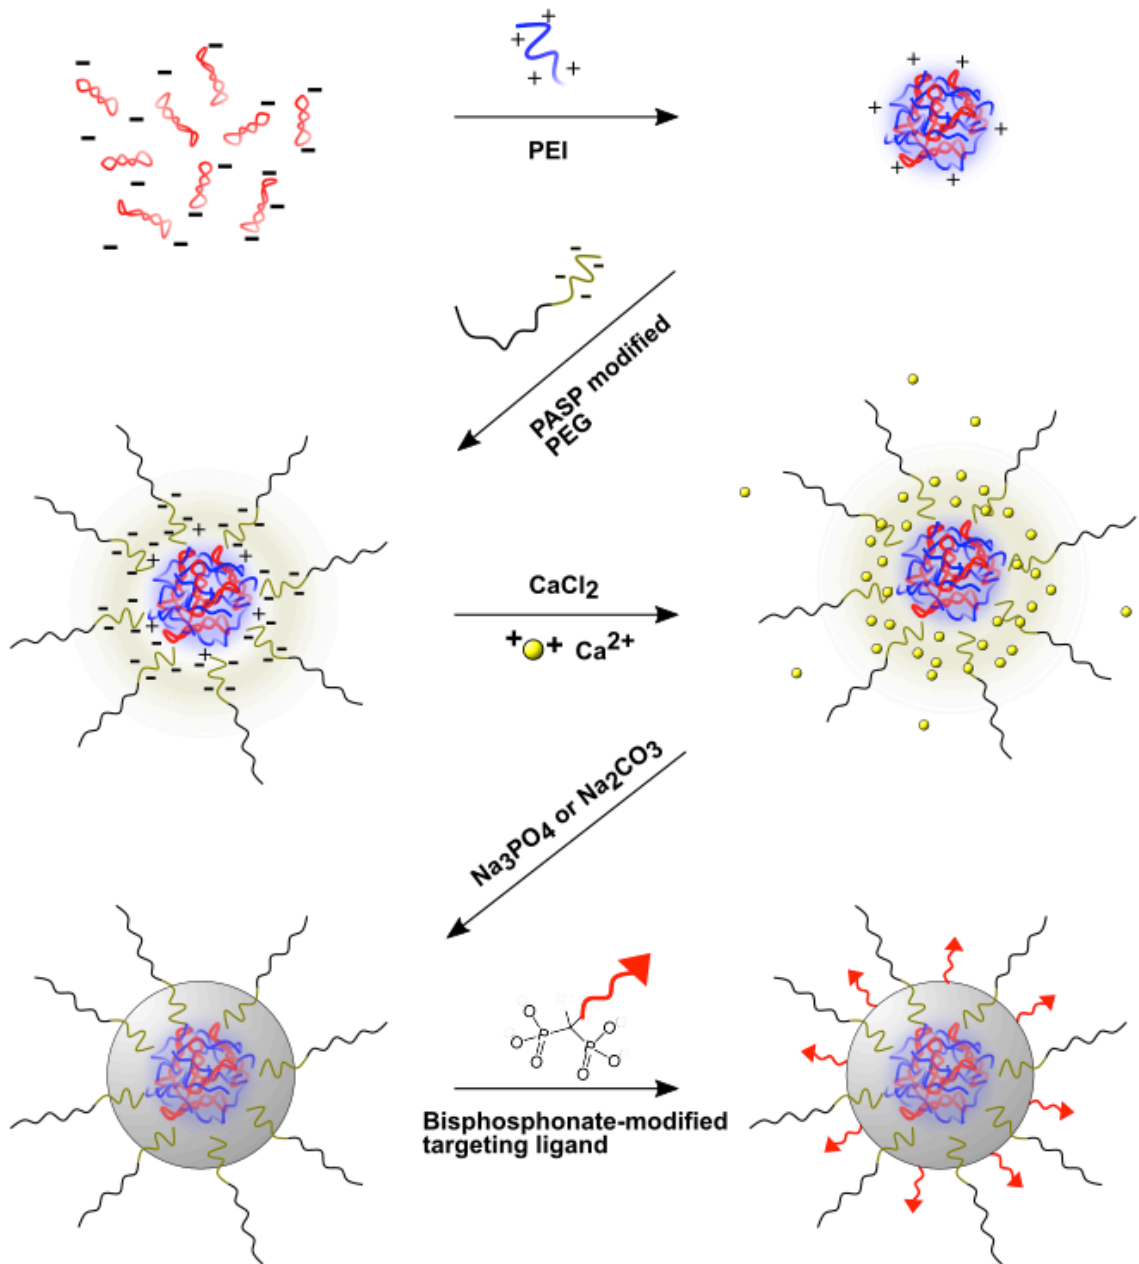 PEI
PASP modified
PEG
CaCl2
Ca2+
Na3PO4 or Na2CO3
O
O
P
P
O
O
O
O
Bisphosphonate-modified
targeting ligand